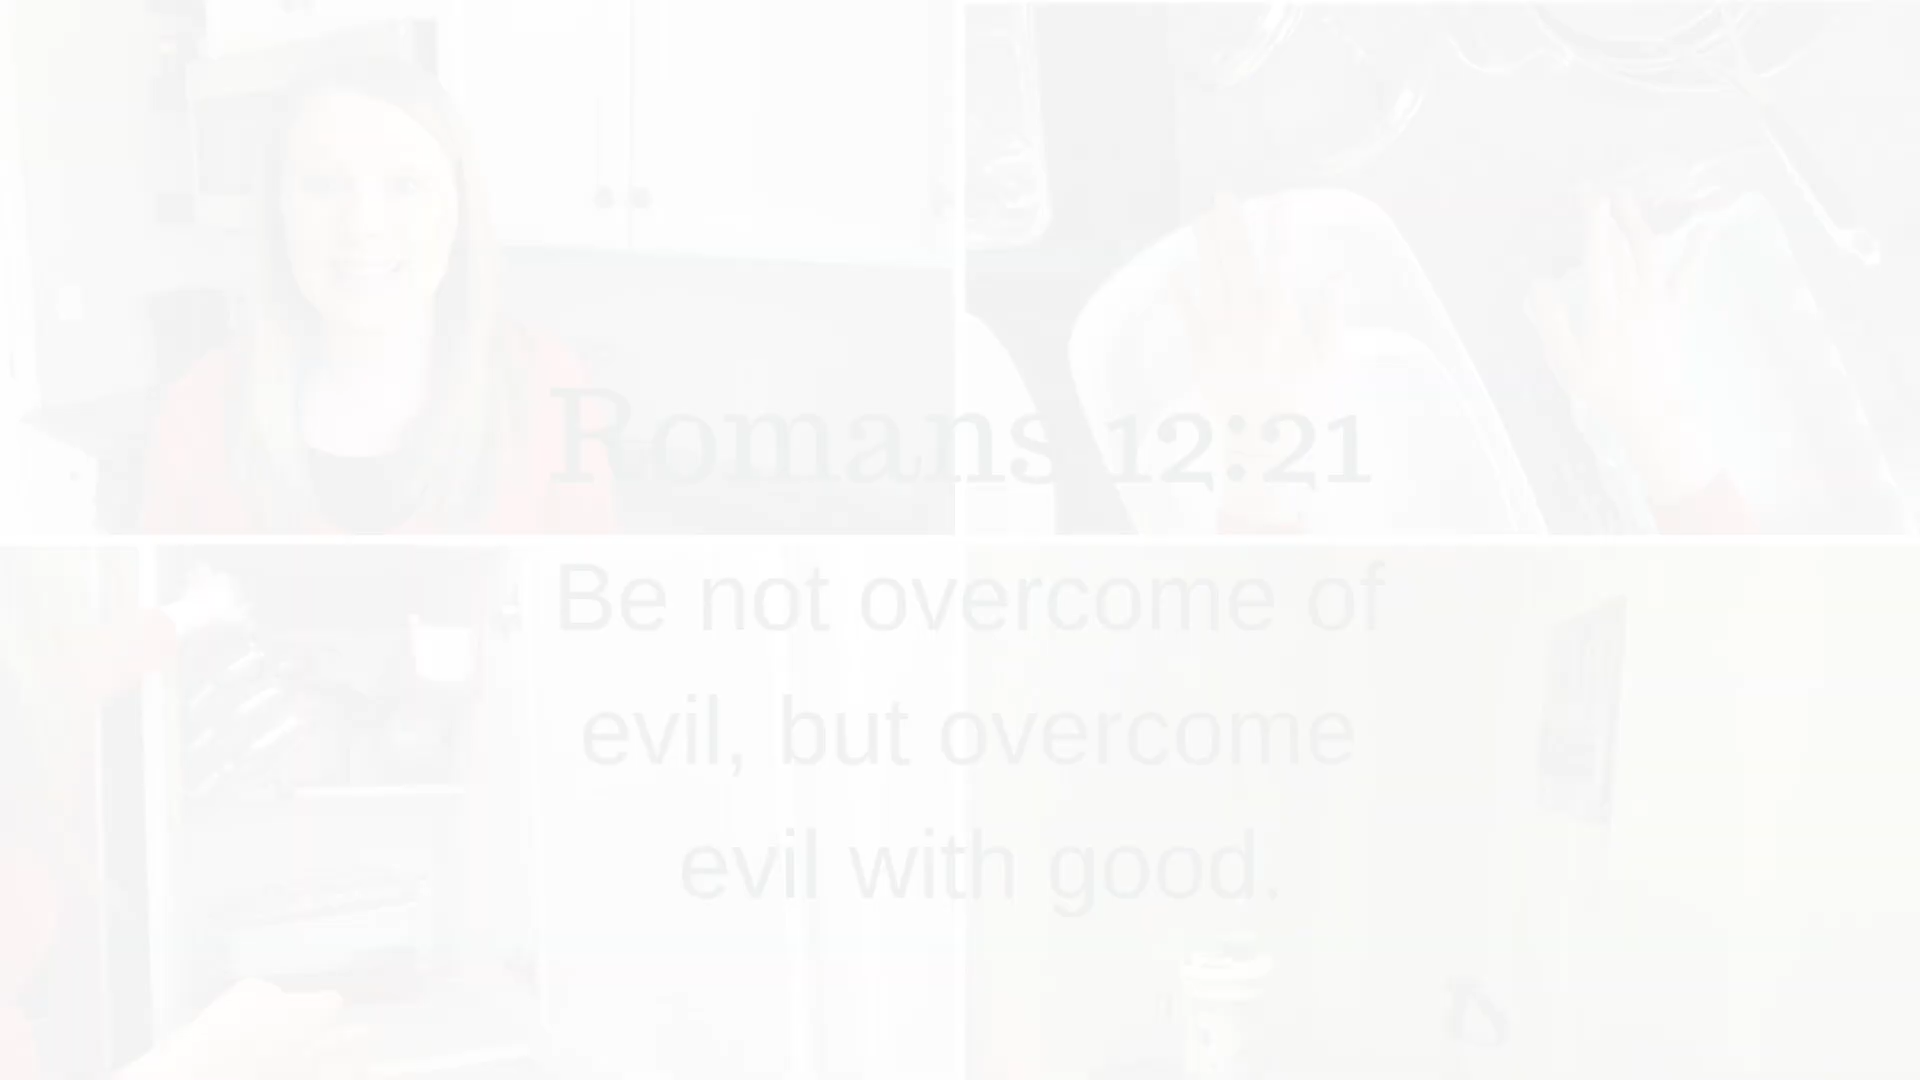 Romans 12:21
Be not overcome of
evil, but overcome
evil with good.